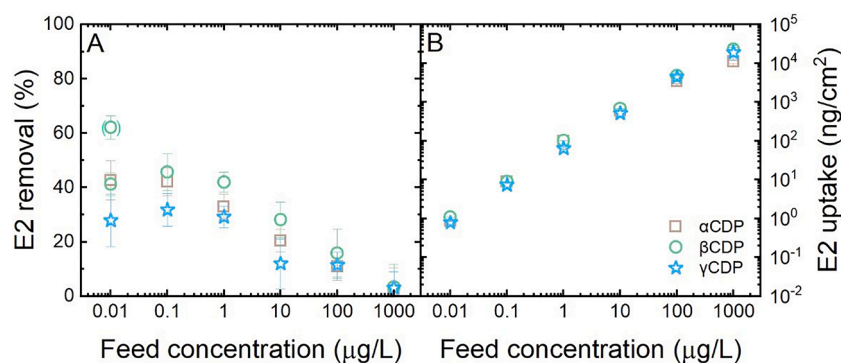 A
B
E2 removal (%)
100
80
60
40
20
0
0.01 0.1 1 10 100 1000
Feed concentration (μg/L)
0.01 0.1 1 10 100 1000
Feed concentration (μg/L)
10^5
10^4
10^3
10^2
10^1
10^0
10^-1
10^-2
E2 uptake (ng/cm^2)
αCDP
βCDP
γCDP
( )